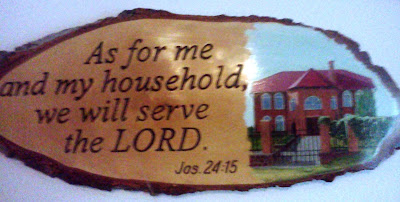 As for me
and my household,
we will serve
the LORD.
Jos. 24:15